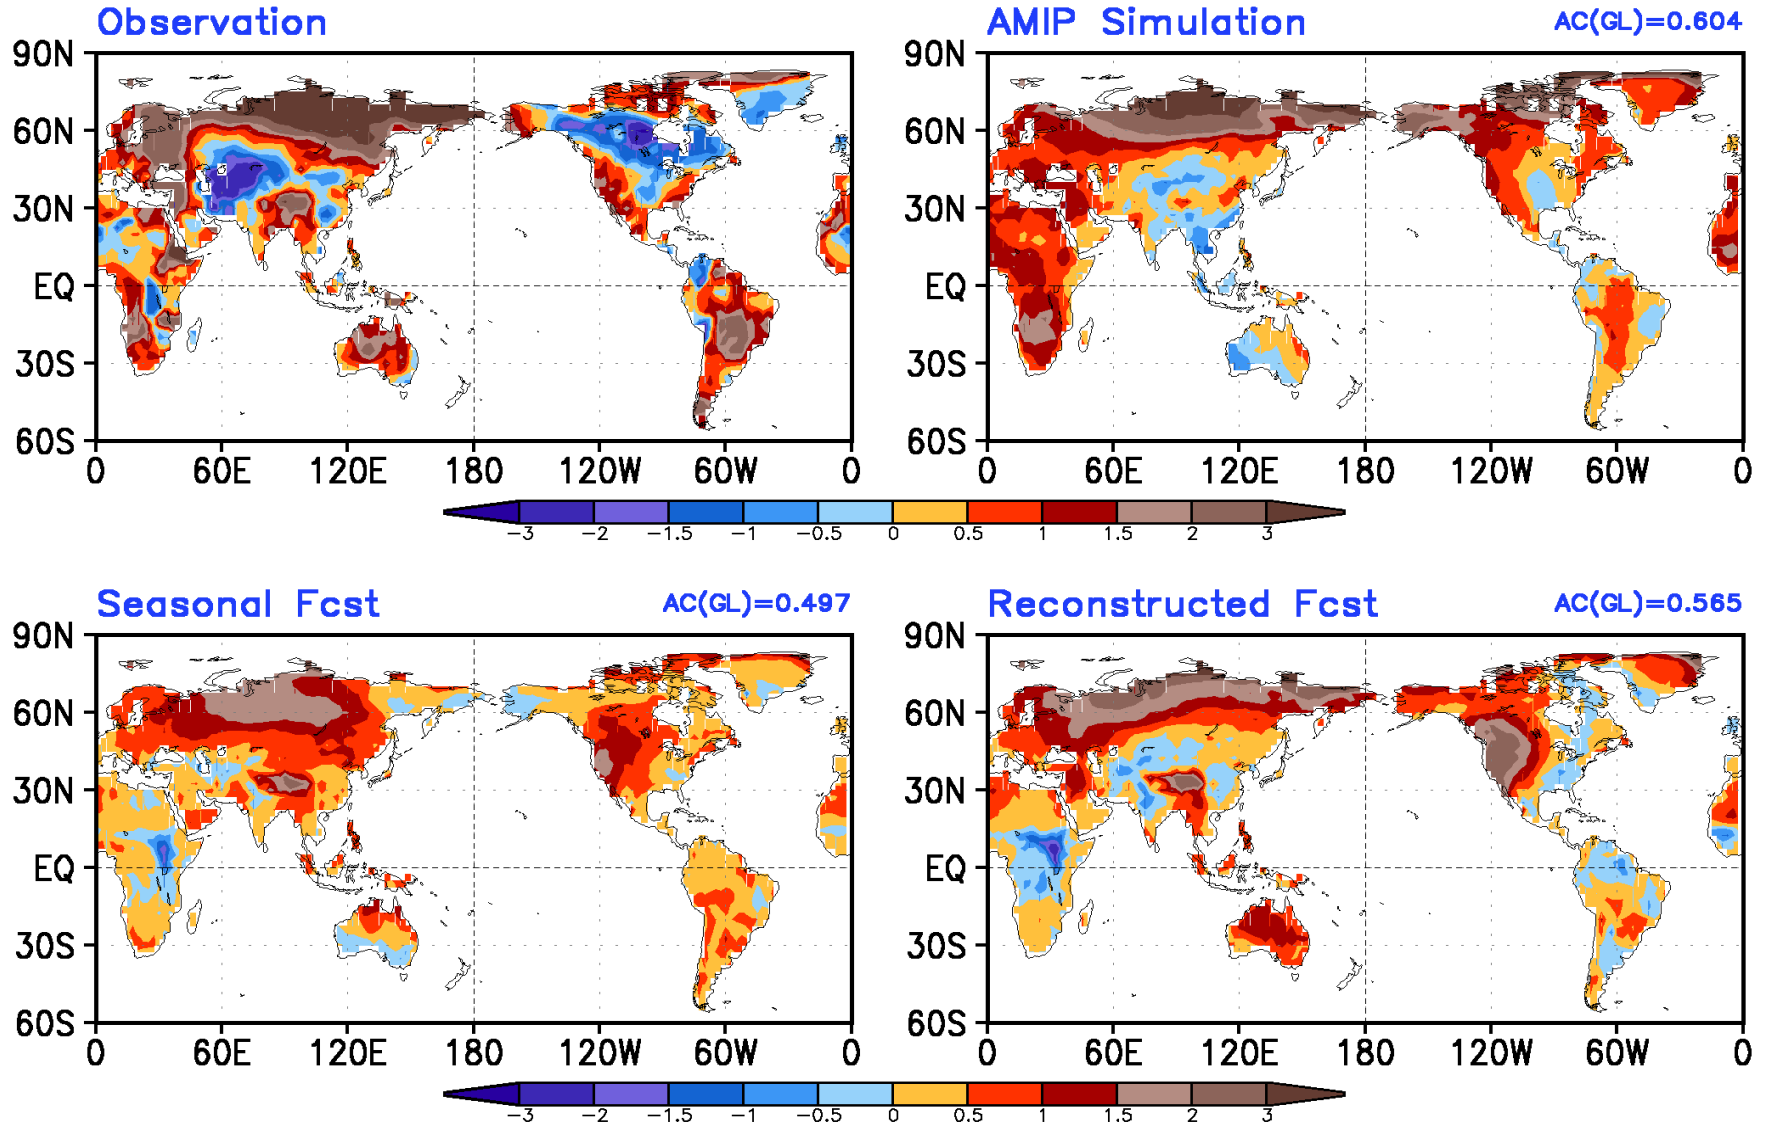 Observation
AMIP Simulation AC(GL)=0.604
90N 90N
60N 60N
30N 30N
EQ EQ
30S 30S
60S 60S
0 60E 120E 180 120W 60W 0 0 60E 120E 180 120W 60W 0
-3 -2 -1.5 -1 -0.5 0 0.5 1 1.5 2 3
Seasonal Fcst AC(GL)=0.497
Reconstructed Fcst AC(GL)=0.565
90N 90N
60N 60N
30N 30N
EQ EQ
30S 30S
60S 60S
0 60E 120E 180 120W 60W 0 0 60E 120E 180 120W 60W 0
-3 -2 -1.5 -1 -0.5 0 0.5 1 1.5 2 3